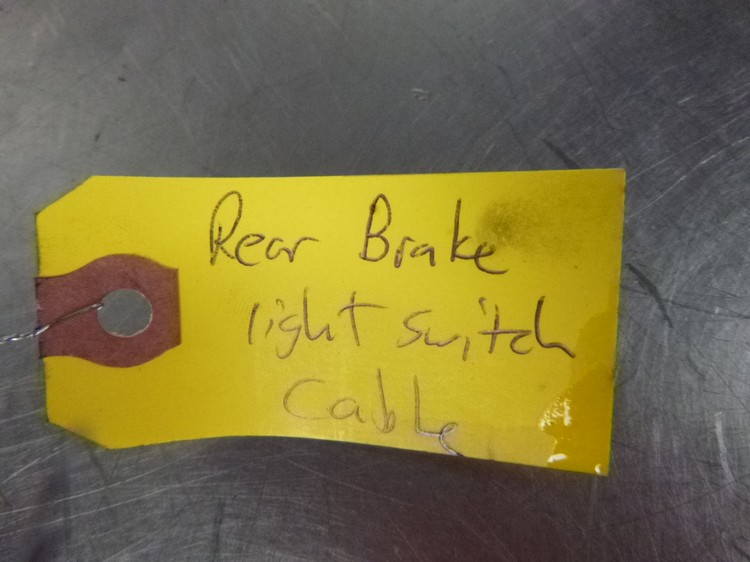 Rear Brake
light switch
Cable